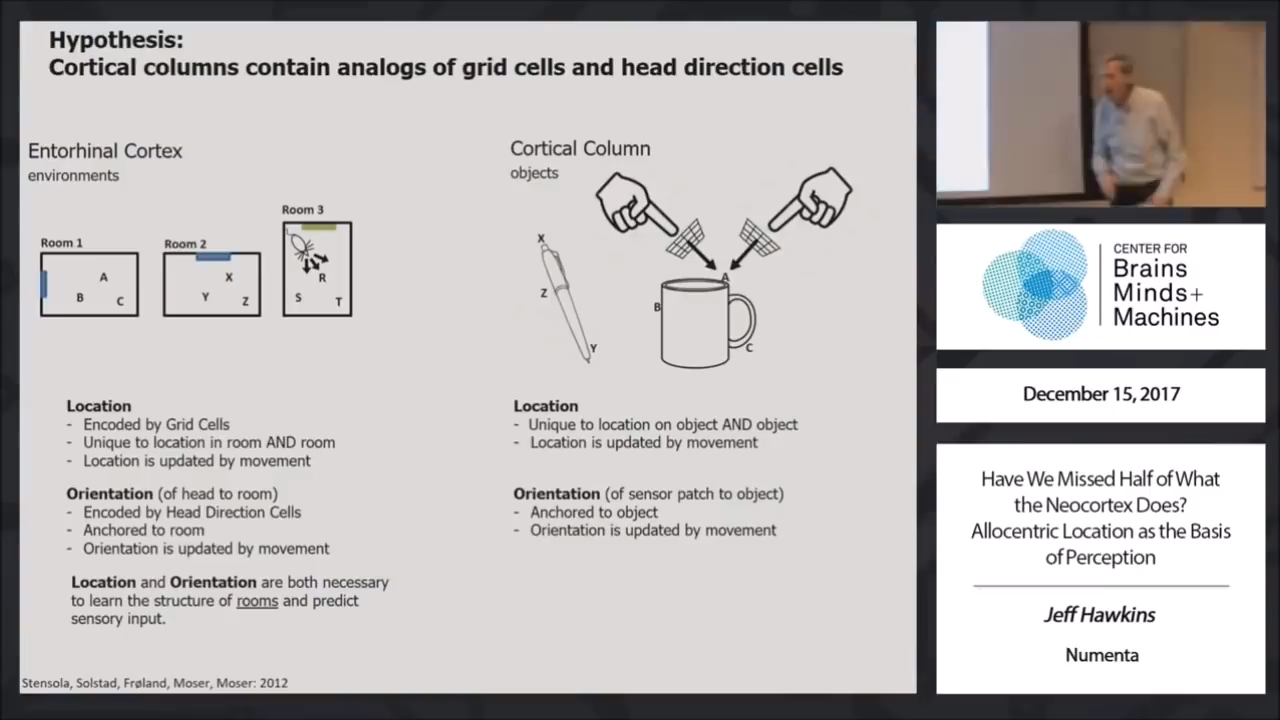 Hypothesis:
Cortical columns contain analogs of grid cells and head direction cells
Entorhinal Cortex
environments
Room 1
A
B
C
Room 2
X
Y
Z
Room 3
R
S
T
Location
- Encoded by Grid Cells
- Unique to location in room AND room
- Location is updated by movement
Orientation (of head to room)
- Encoded by Head Direction Cells
- Anchored to room
- Orientation is updated by movement
Location and Orientation are both necessary
to learn the structure of rooms and predict
sensory input.
Stensola, Solstad, Frøland, Moser, Moser: 2012
Cortical Column
objects
X
Z
Y
A
B
C
Location
- Unique to location on object AND object
- Location is updated by movement
Orientation (of sensor patch to object)
- Anchored to object
- Orientation is updated by movement
CENTER FOR
Brains
Minds+
Machines
December 15, 2017
Have We Missed Half of What
the Neocortex Does?
Allocentric Location as the Basis
of Perception
Jeff Hawkins
Numenta